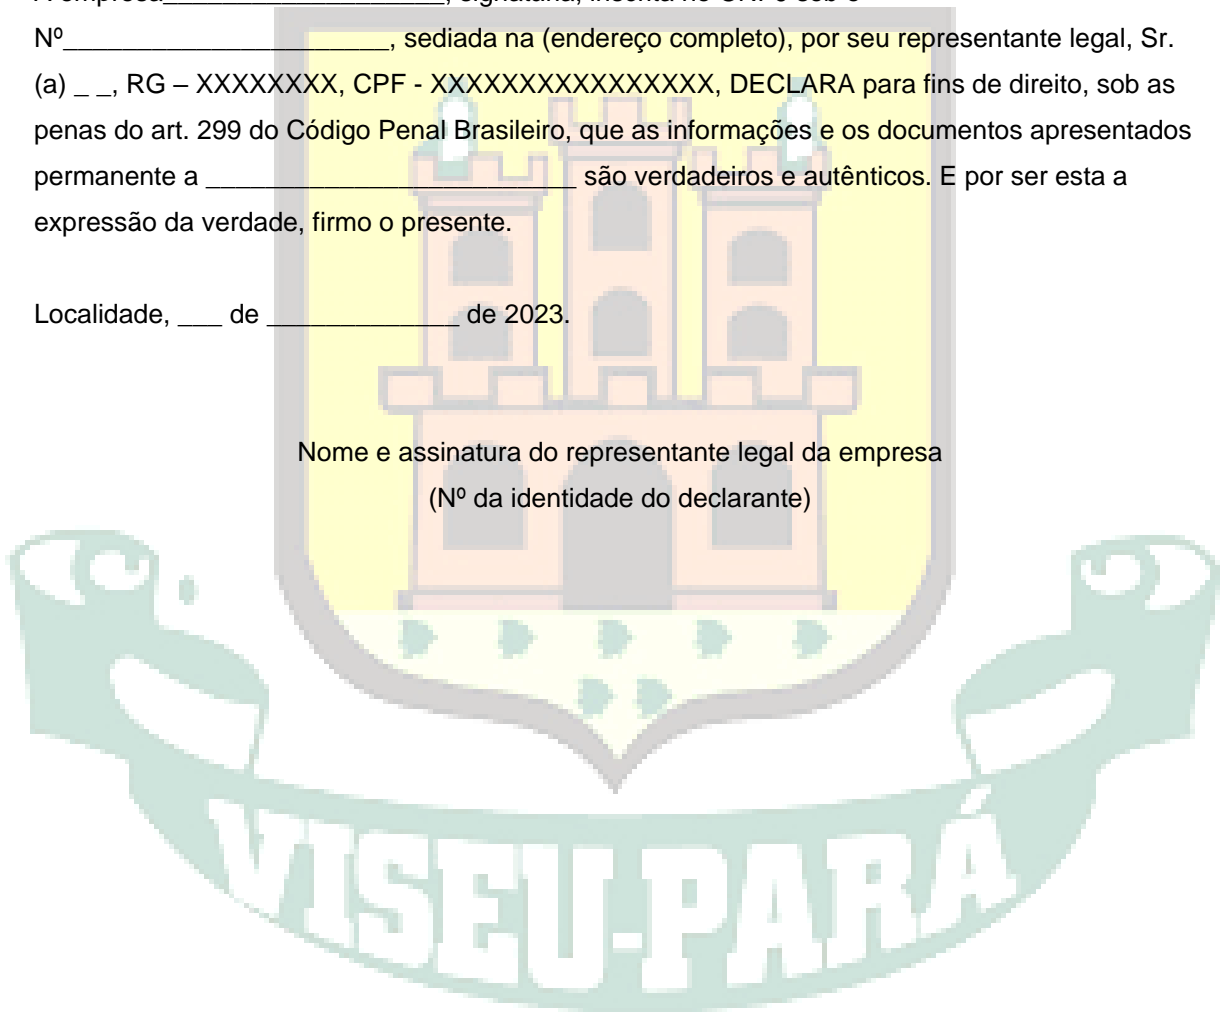 Nº______________________, sediada na (endereço completo), por seu representante legal, Sr.
(a) _ _, RG – XXXXXXXX, CPF - XXXXXXXXXXXXXXXX, DECLARA para fins de direito, sob as
penas do art. 299 do Código Penal Brasileiro, que as informações e os documentos apresentados
permanente a _________________________ são verdadeiros e autênticos. E por ser esta a
expressão da verdade, firmo o presente.
Localidade, ___ de _____________ de 2023.
Nome e assinatura do representante legal da empresa
(Nº da identidade do declarante)
VISEU-PARÁ